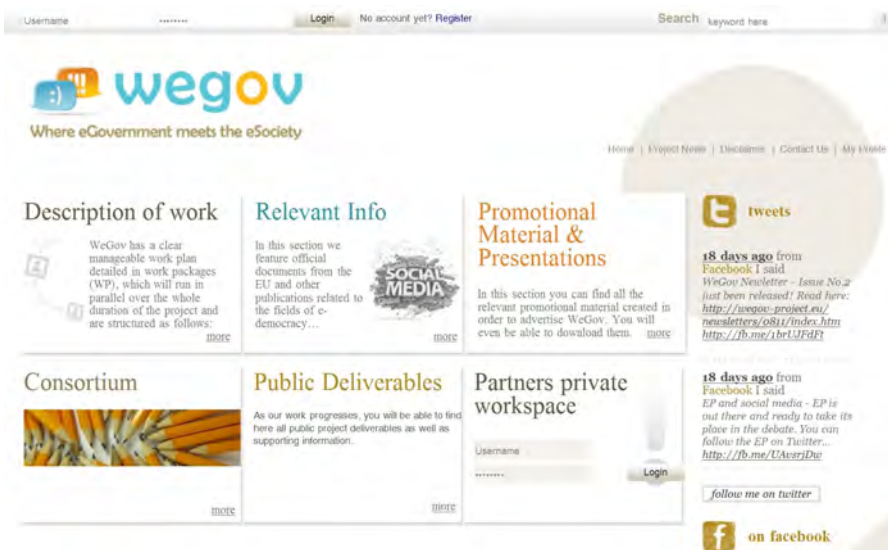 Username ········ Login No account yet? Register Search keyword here
:) !!! wegov
Where eGovernment meets the eSociety
Home | Project News | Disclaimer | Contact Us | My Profile
Description of work
WeGov has a clear
manageable work plan
detailed in work packages
(WP), which will run in
parallel over the whole
duration of the project and
are structured as follows:
more
Relevant Info
In this section we
feature official
documents from the
EU and other
publications related to
the fields of e-
democracy…
SOCIAL
MEDIA
more
Promotional
Material &
Presentations
In this section you can find all the
relevant promotional material created in
order to advertise WeGov. You will
even be able to download them. more
Consortium
more
Public Deliverables
As our work progresses, you will be able to find
here all public project deliverables as well as
supporting information.
more
Partners private
workspace
Username
········
Login
t tweets
18 days ago from
Facebook I said
WeGov Newletter - Issue No.2
just been released! Read here:
http://wegov-project.eu/
newsletters/0811/index.htm
http://fb.me/1brUJFdFt
18 days ago from
Facebook I said
EP and social media - EP is
out there and ready to take its
place in the debate. You can
follow the EP on Twitter...
http://fb.me/UAvsrjDw
follow me on twitter
f on facebook